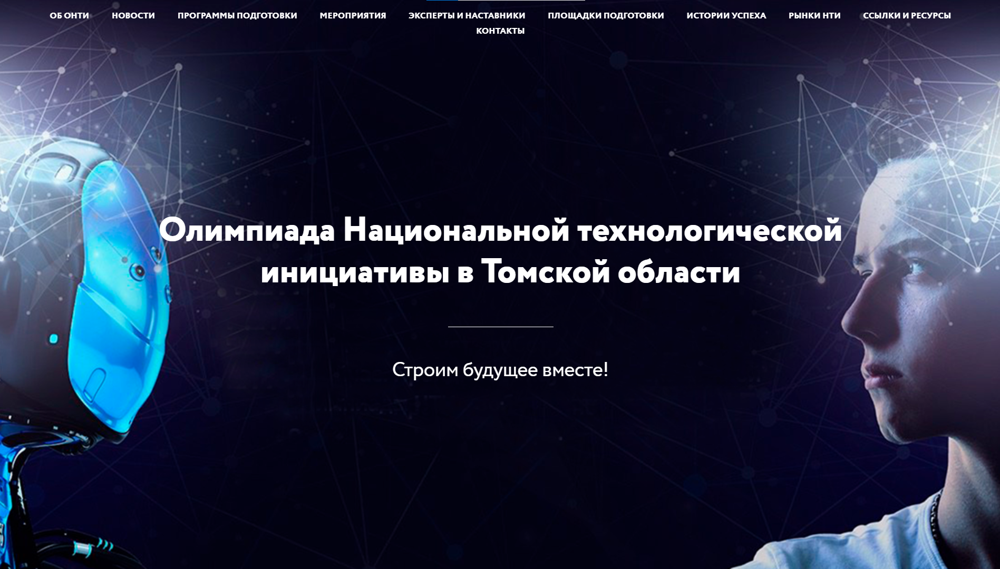 ОБ ОНТИ НОВОСТИ ПРОГРАММЫ ПОДГОТОВКИ МЕРОПРИЯТИЯ ЭКСПЕРТЫ И НАСТАВНИКИ ПЛОЩАДКИ ПОДГОТОВКИ ИСТОРИИ УСПЕХА РЫНКИ НТИ ССЫЛКИ И РЕСУРСЫ
КОНТАКТЫ
Олимпиада Национальной технологической
инициативы в Томской области
Строим будущее вместе!